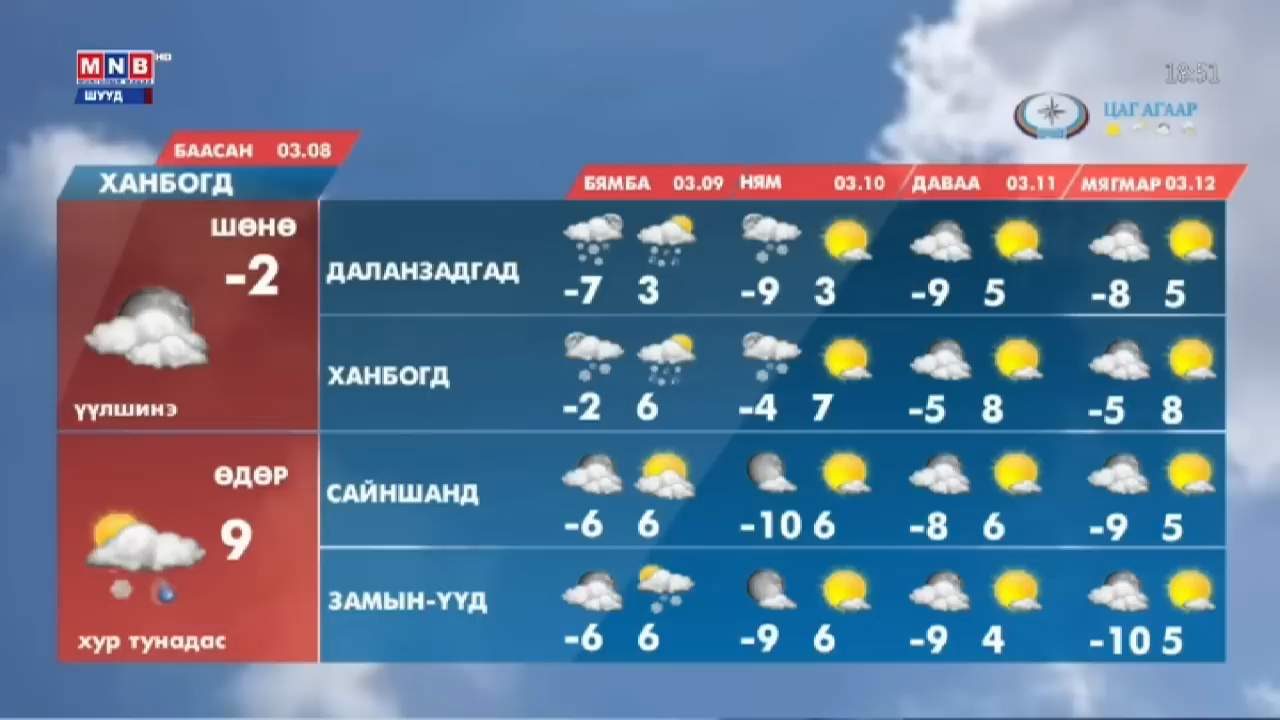 MNB HD
ШУУД
18:51
ЦАГ АГААР
БААСАН 03.08
ХАНБОГД
БЯМБА 03.09 НЯМ 03.10 ДАВАА 03.11 МЯГМАР 03.12
ШӨНӨ
-2
үүлшинэ
ӨДӨР
9
хур тунадас
ДАЛАНЗАДГАД -7 3 -9 3 -9 5 -8 5
ХАНБОГД -2 6 -4 7 -5 8 -5 8
САЙНШАНД -6 6 -10 6 -8 6 -9 5
ЗАМЫН-ҮҮД -6 6 -9 6 -9 4 -10 5